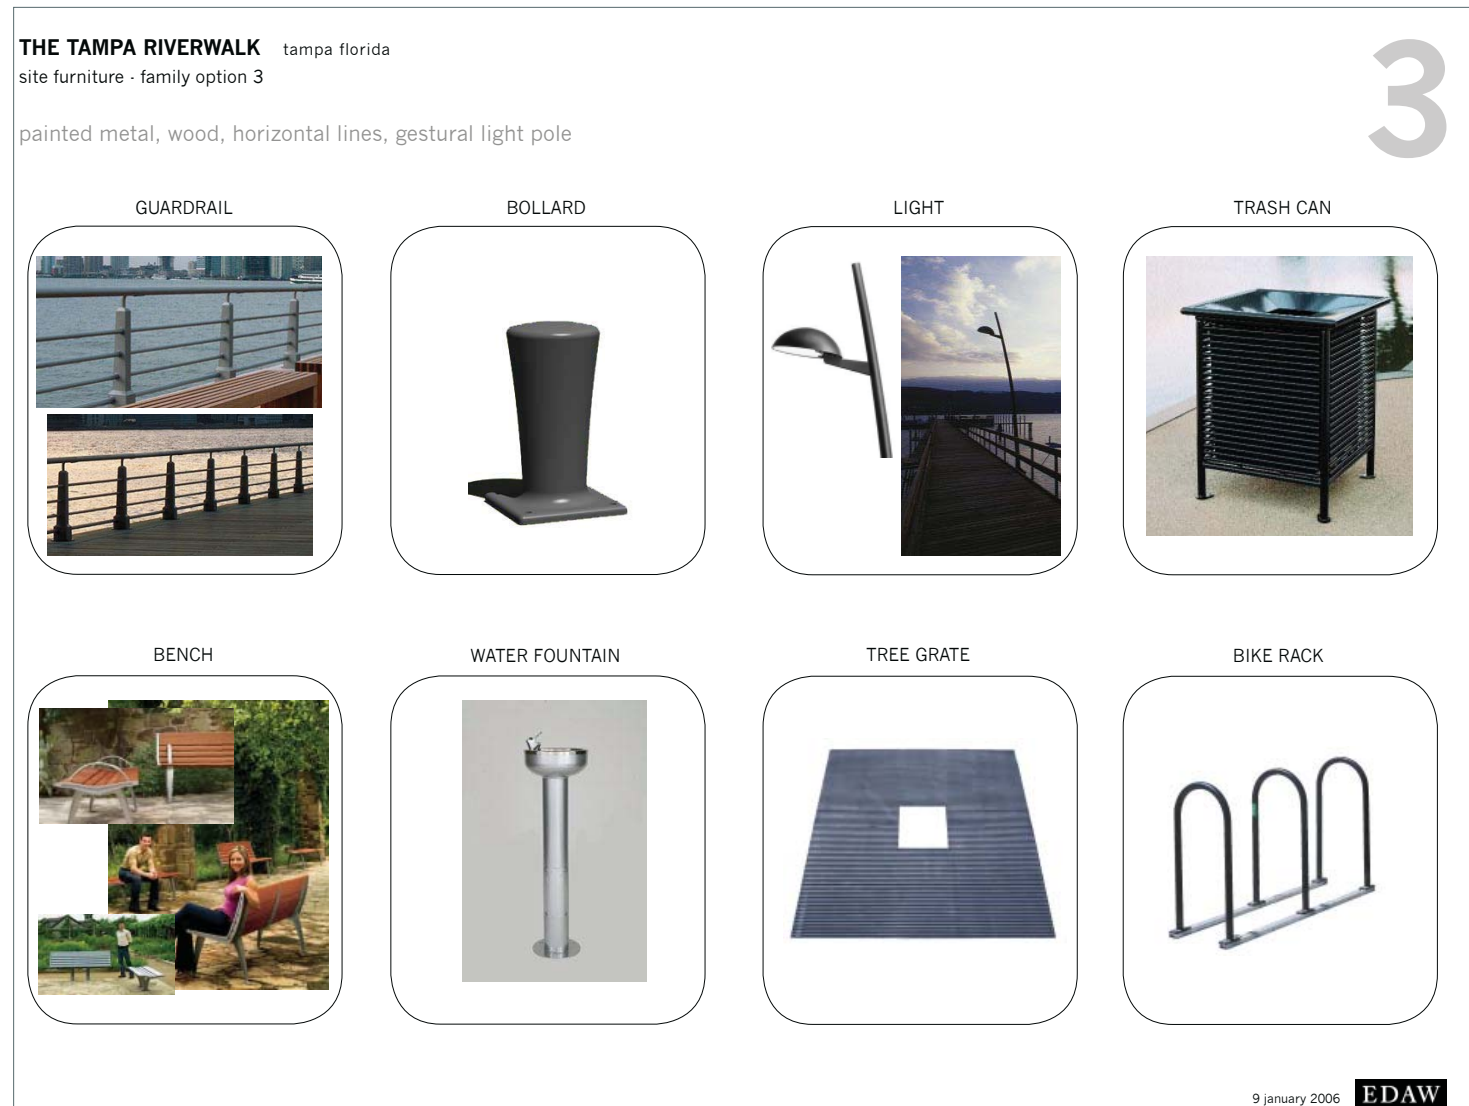 THE TAMPA RIVERWALK tampa florida
site furniture - family option 3
3
painted metal, wood, horizontal lines, gestural light pole
GUARDRAIL
BOLLARD
LIGHT
TRASH CAN
BENCH
WATER FOUNTAIN
TREE GRATE
BIKE RACK
9 january 2006 EDAW